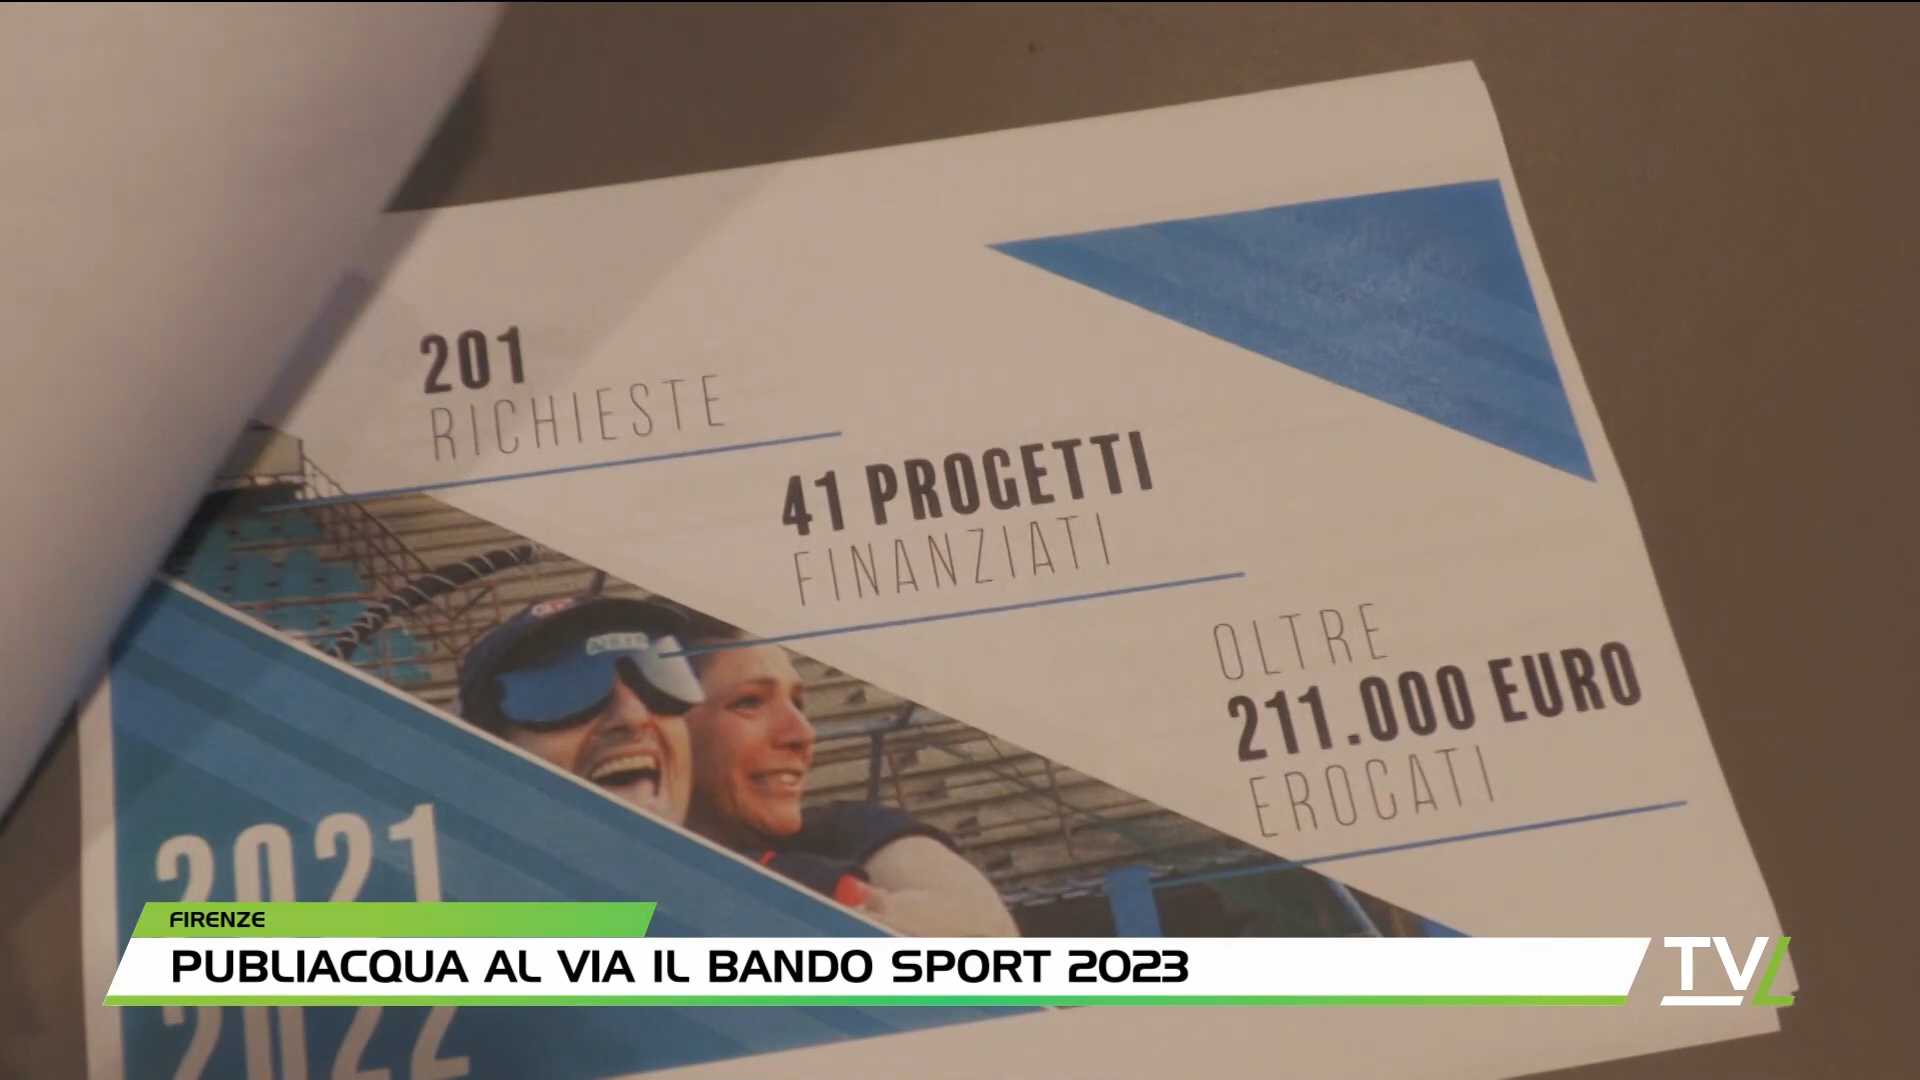 201
RICHIESTE
41 PROGETTI
FINANZIATI
OLTRE
211.000 EURO
EROGATI
2021
2022
FIRENZE
PUBLIACQUA AL VIA IL BANDO SPORT 2023
TVL